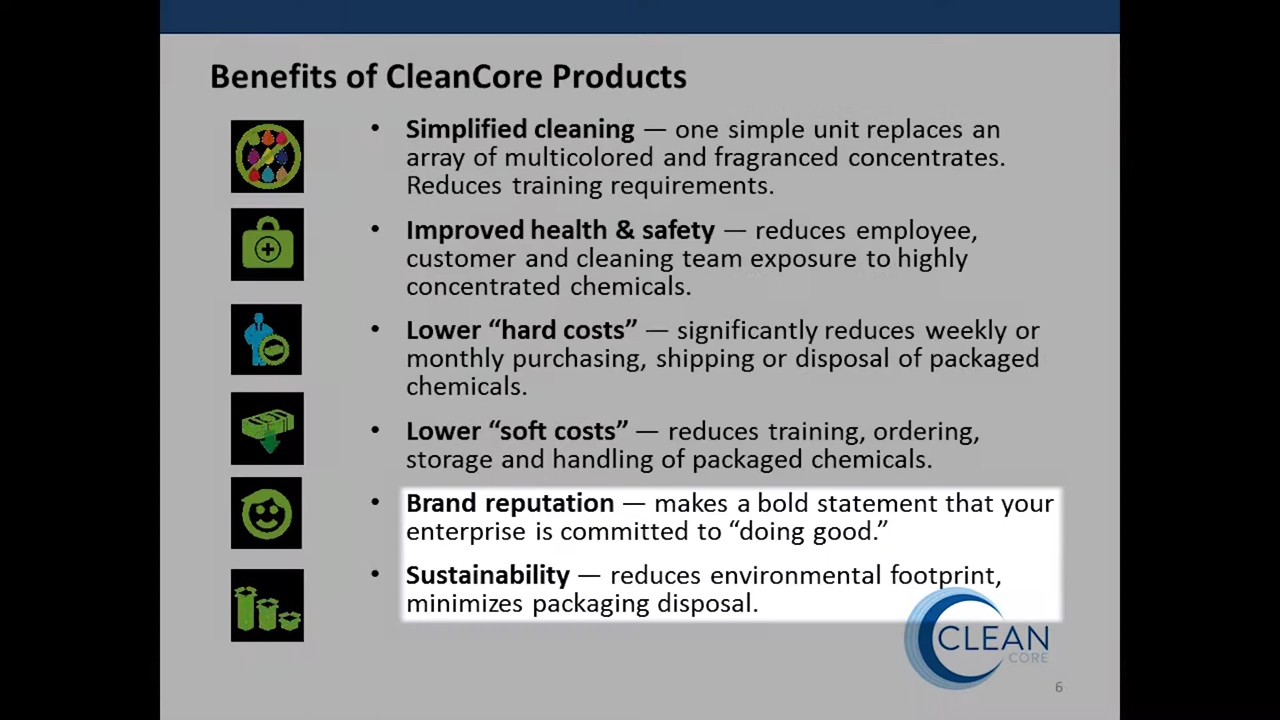 Benefits of CleanCore Products
• Simplified cleaning — one simple unit replaces an
array of multicolored and fragranced concentrates.
Reduces training requirements.
• Improved health & safety — reduces employee,
customer and cleaning team exposure to highly
concentrated chemicals.
• Lower “hard costs” — significantly reduces weekly or
monthly purchasing, shipping or disposal of packaged
chemicals.
• Lower “soft costs” — reduces training, ordering,
storage and handling of packaged chemicals.
• Brand reputation — makes a bold statement that your
enterprise is committed to “doing good.”
• Sustainability — reduces environmental footprint,
minimizes packaging disposal.
CLEAN
CORE
6